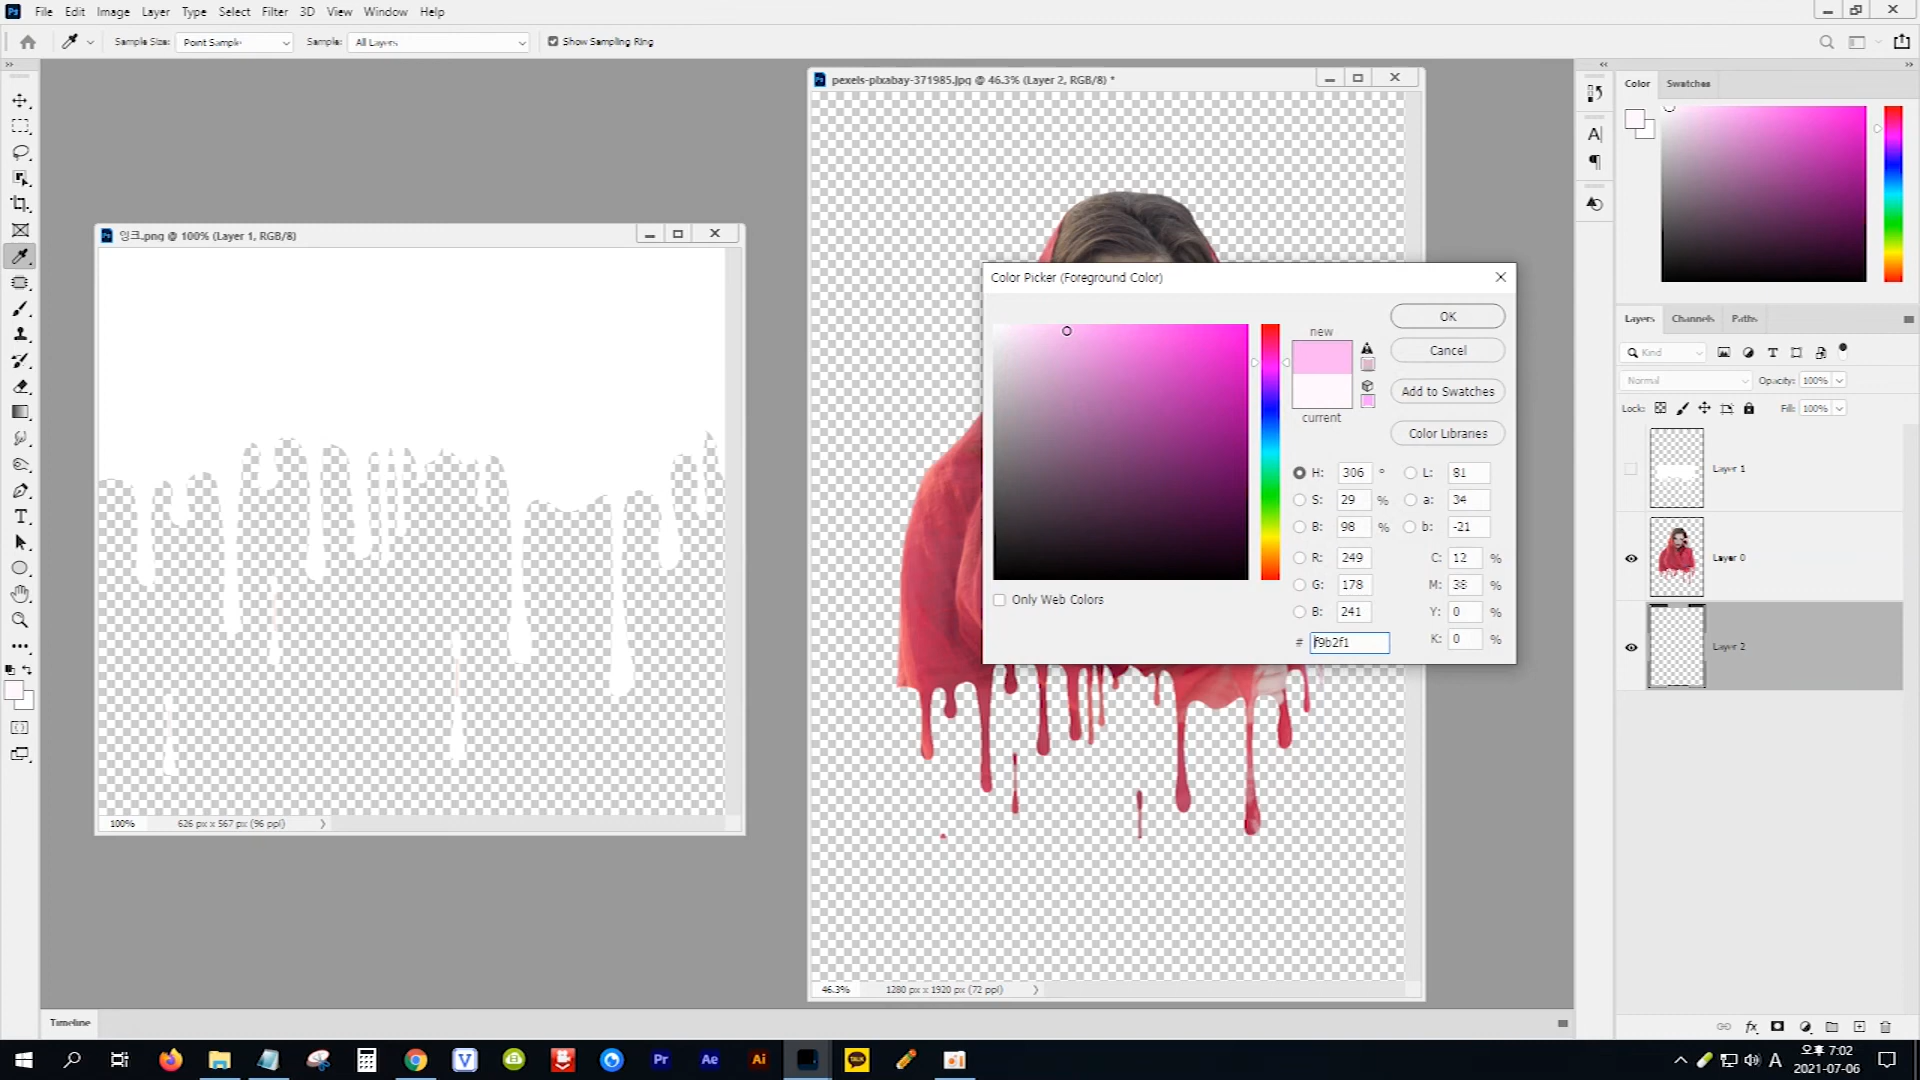 File Edit Image Layer Type Select Filter 3D View Window Help
Sample Size: Point Sample Sample: All Layers Show Sampling Ring
잉크.png @ 100% (Layer 1, RGB/8)
100% 626 px x 567 px (96 ppi)
pexels-pixabay-371985.jpg @ 46.3% (Layer 2, RGB/8) *
46.3% 1280 px x 1920 px (72 ppi)
Color Picker (Foreground Color)
new
current
OK
Cancel
Add to Swatches
Color Libraries
H: 306 ° L: 81
S: 29 % a: 34
B: 98 % b: -21
R: 249 C: 12 %
G: 178 M: 38 %
B: 241 Y: 0 %
# f9b2f1 K: 0 %
Only Web Colors
Color Swatches
Layers Channels Paths
Kind
Normal Opacity: 100%
Lock: Fill: 100%
Layer 1
Layer 0
Layer 2
Timeline
Pr Ae Ai TALK
A 오후 7:02
2021-07-06